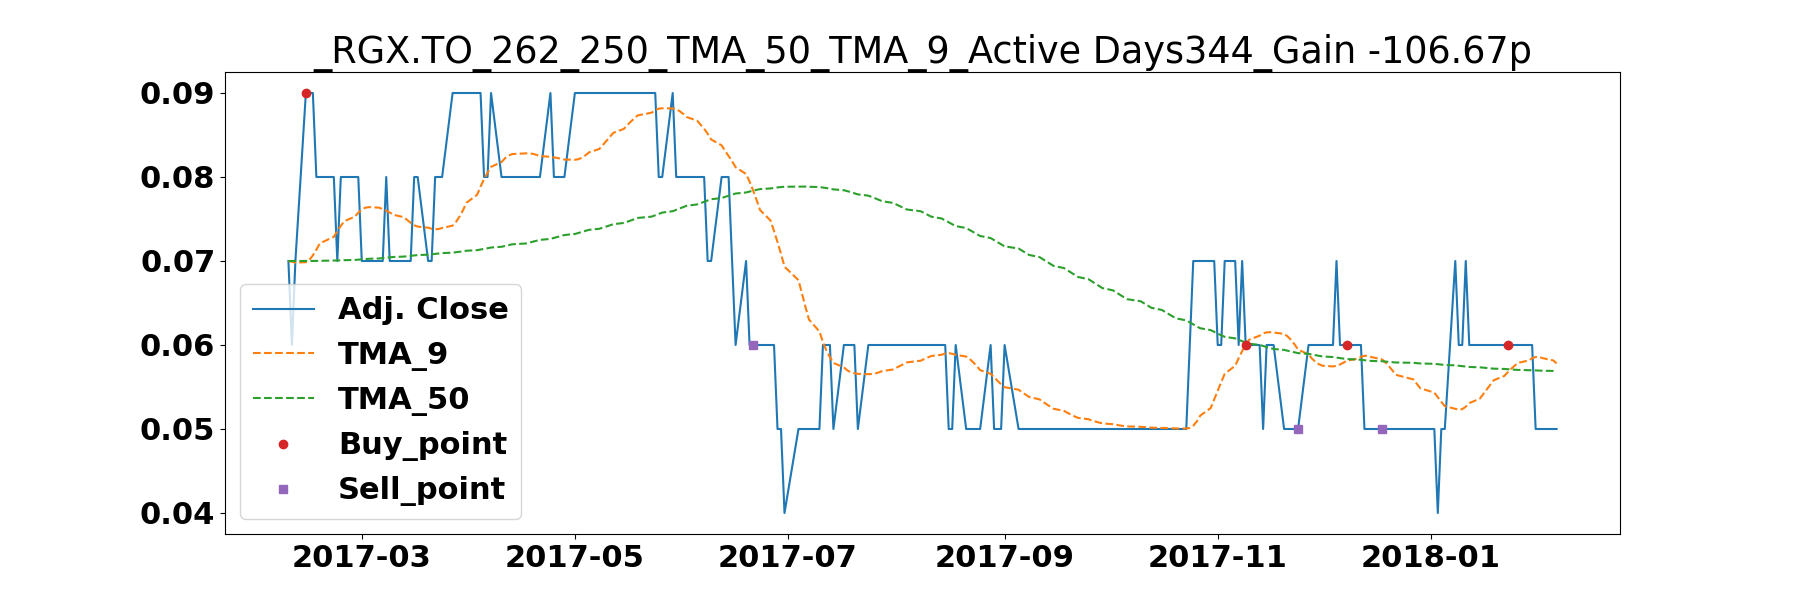 _RGX.TO_262_250_TMA_50_TMA_9_Active Days344_Gain -106.67p
0.09
0.08
0.07
0.06
0.05
0.04
Adj. Close
TMA_9
TMA_50
Buy_point
Sell_point
2017-03 2017-05 2017-07 2017-09 2017-11 2018-01